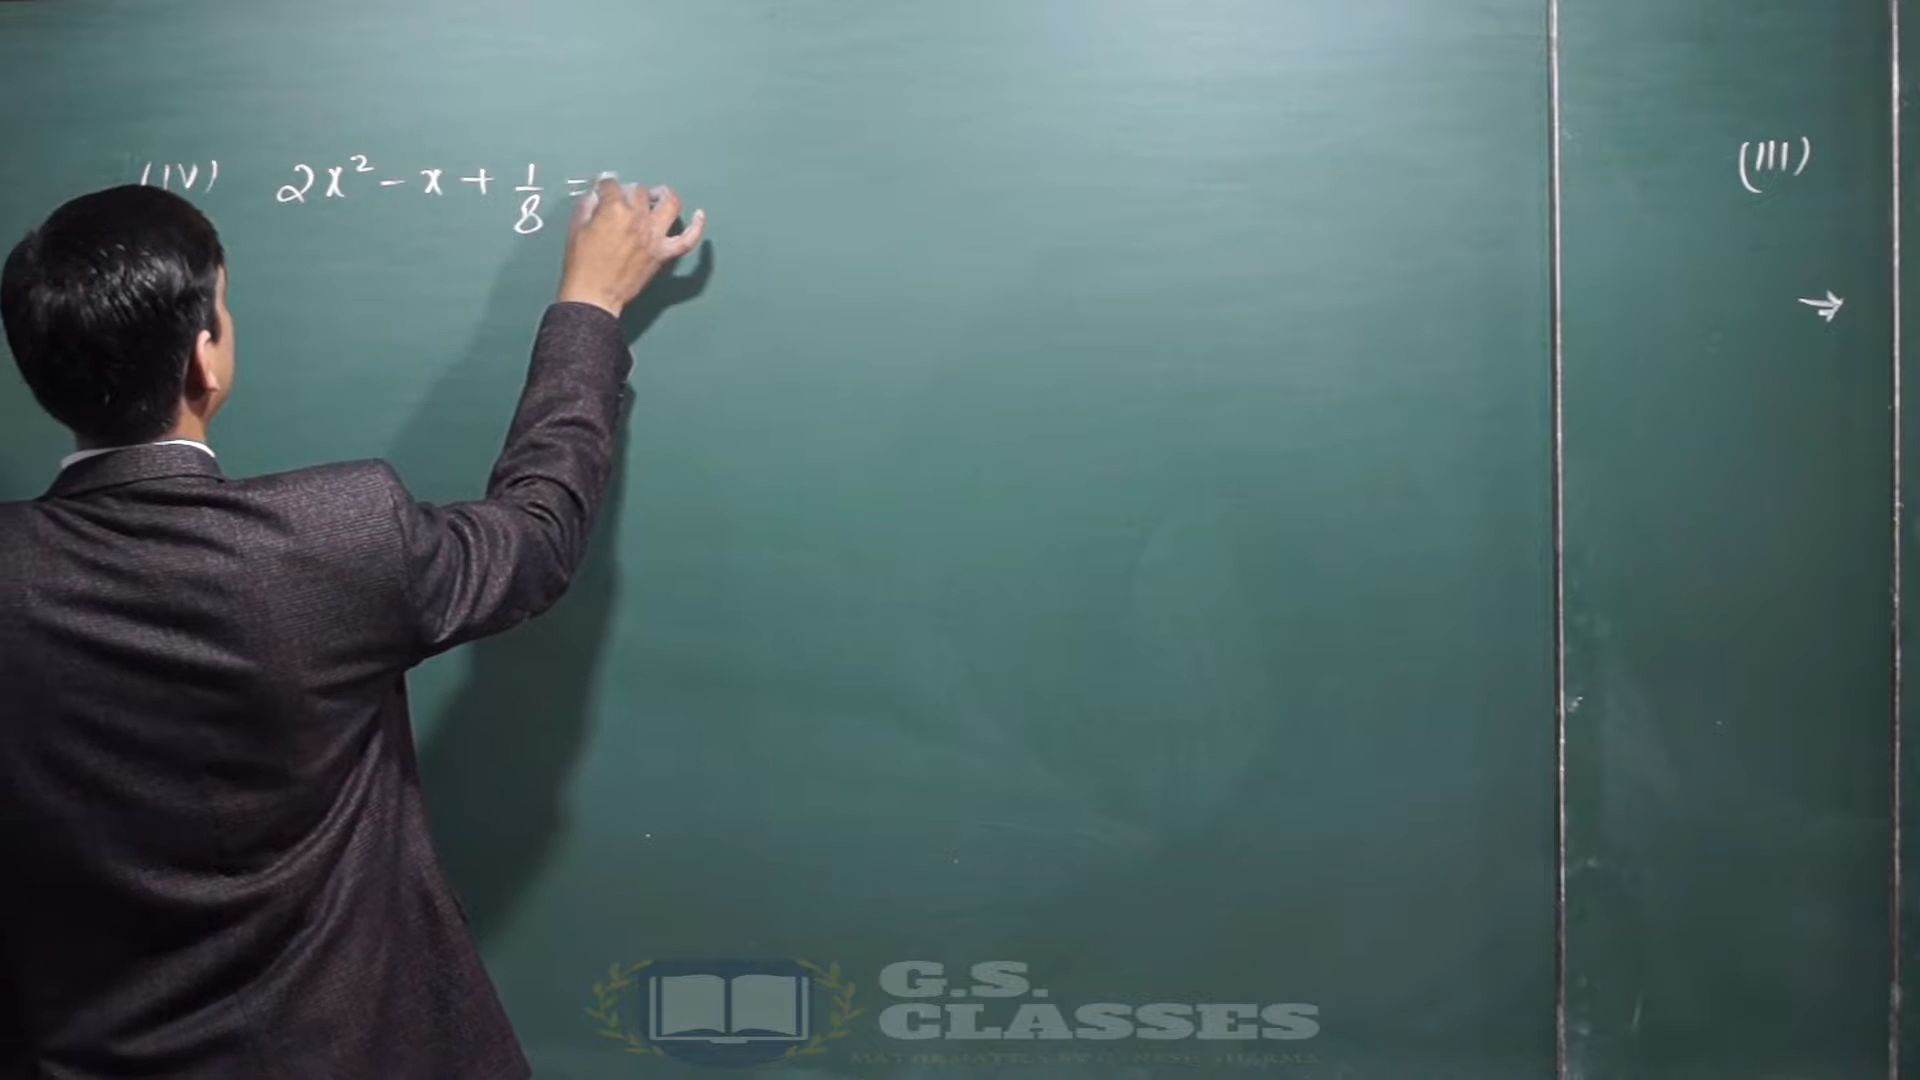 (IV) 2x² - x + 1/8 =
(III)
→
G.S.
CLASSES